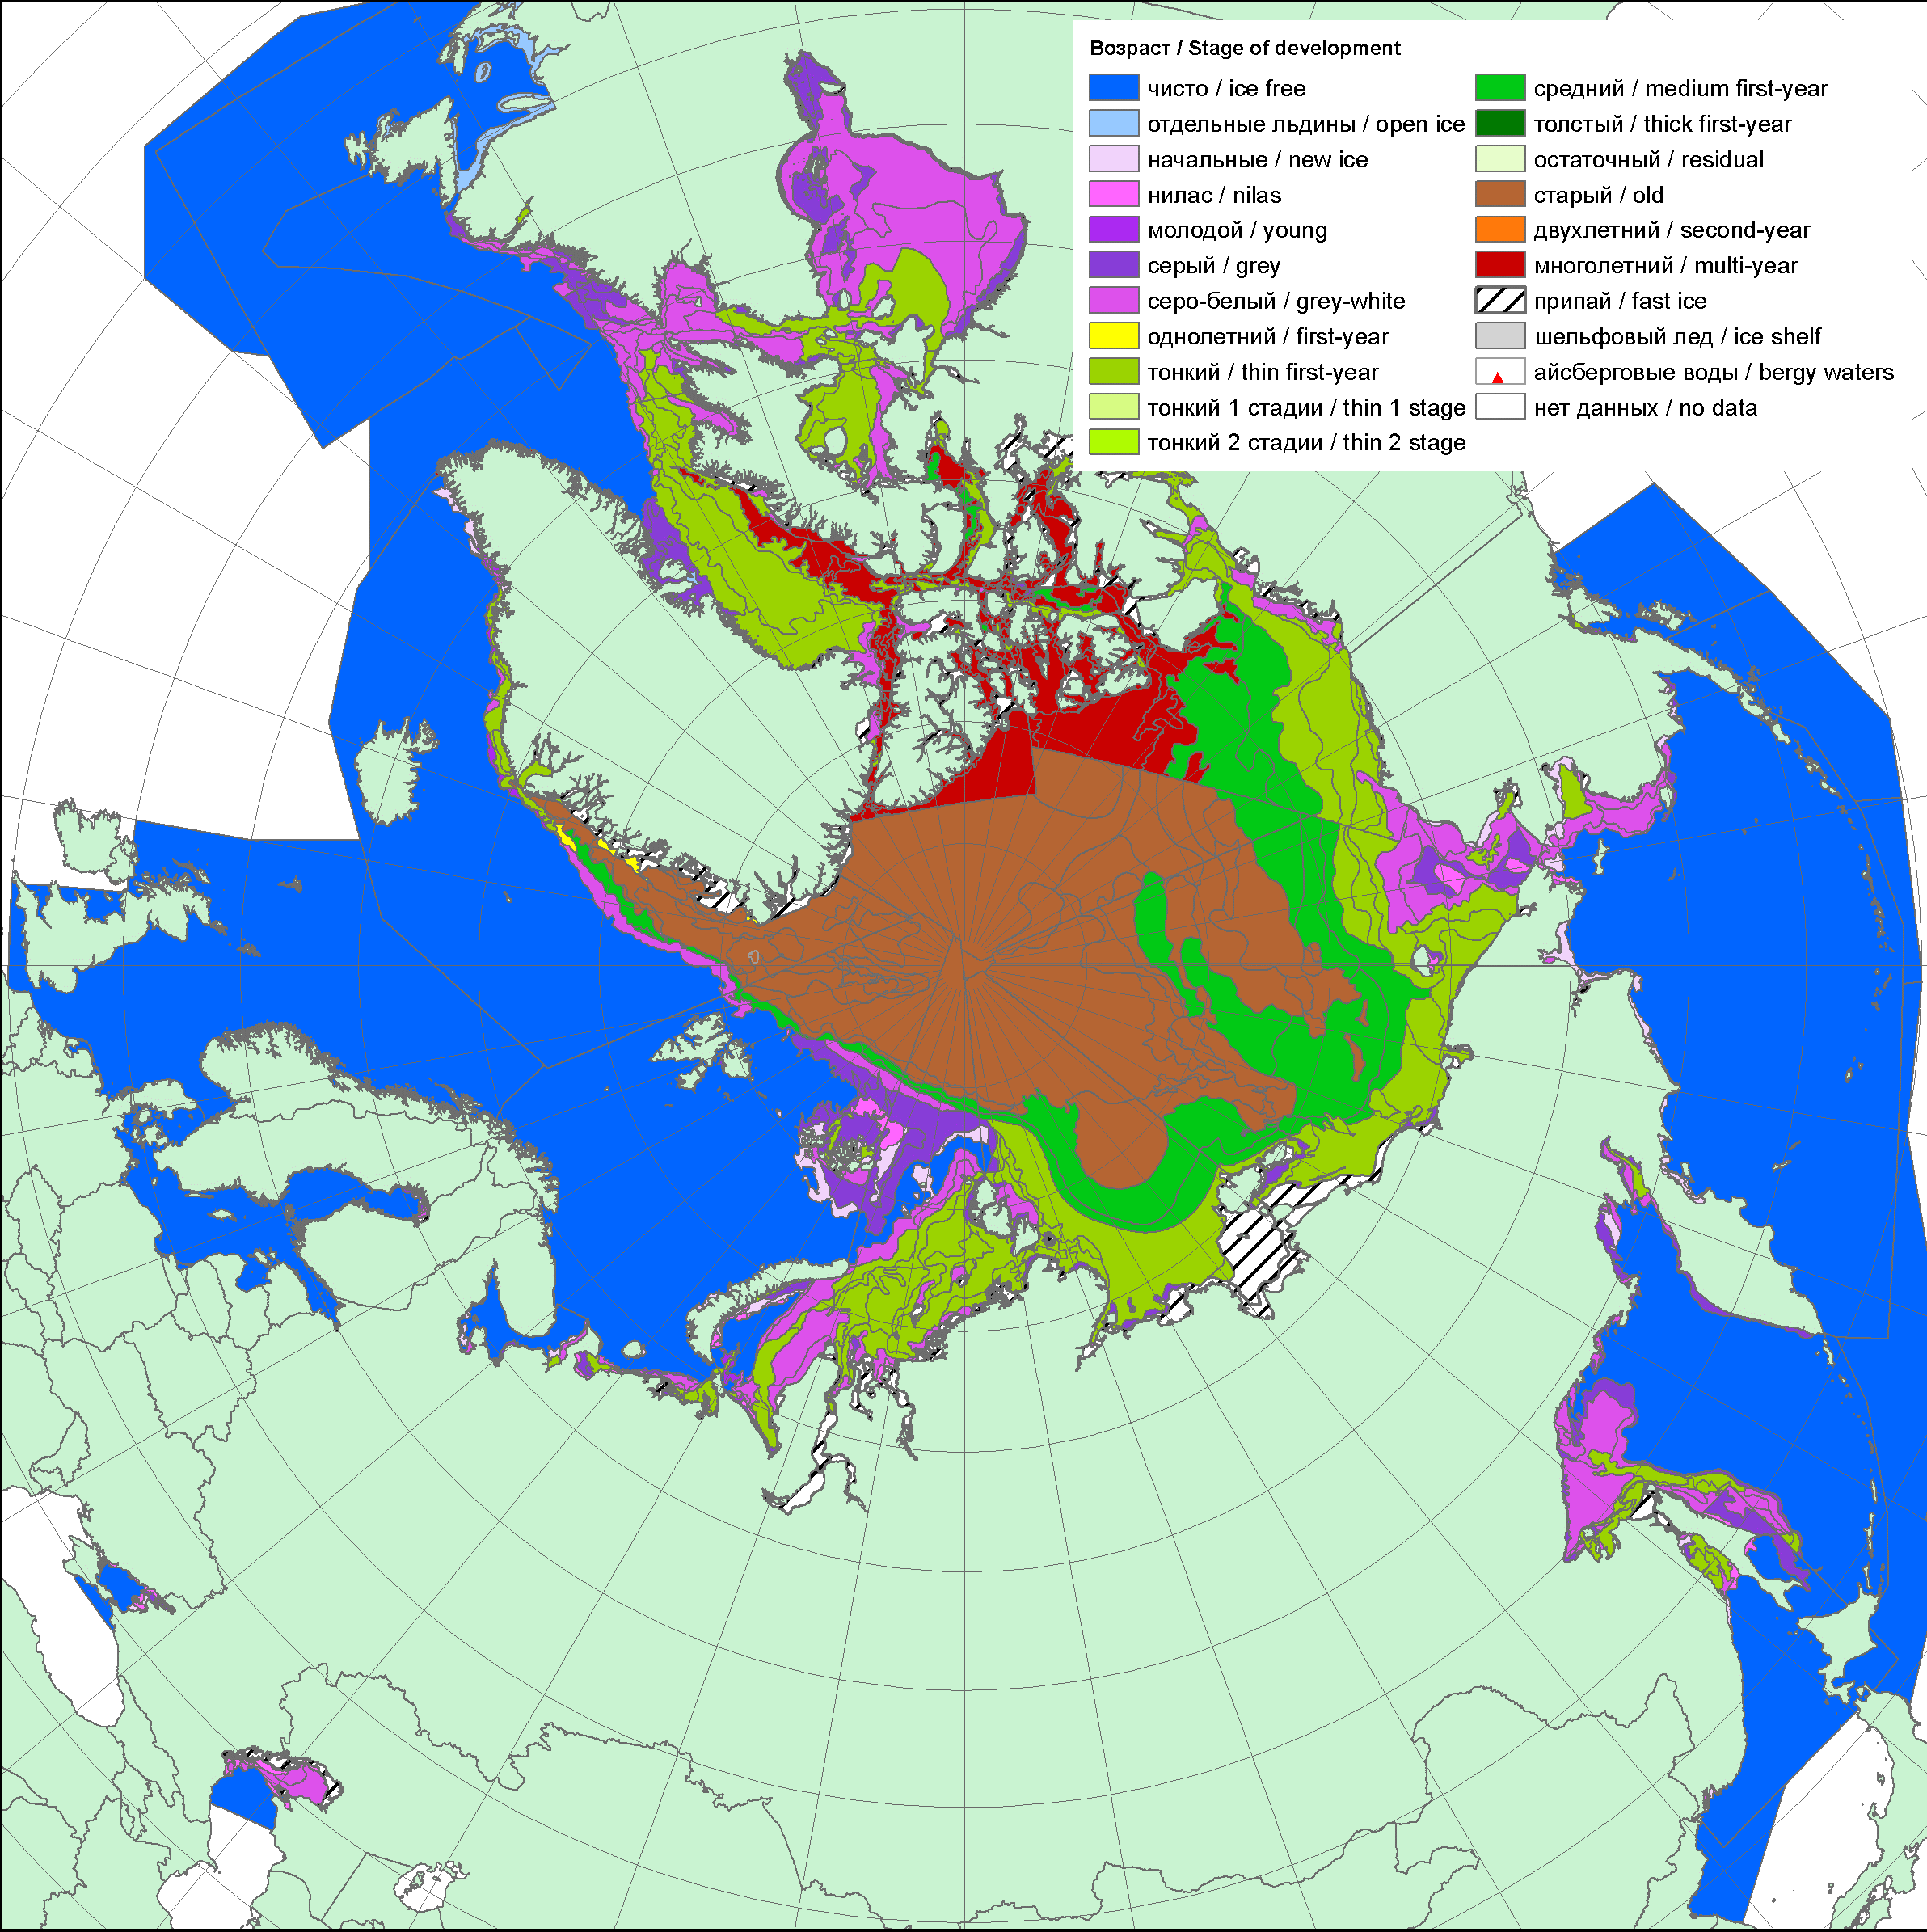 Возраст / Stage of development
чисто / ice free
отдельные льдины / open ice
начальные / new ice
нилас / nilas
молодой / young
серый / grey
серо-белый / grey-white
однолетний / first-year
тонкий / thin first-year
тонкий 1 стадии / thin 1 stage
тонкий 2 стадии / thin 2 stage
средний / medium first-year
толстый / thick first-year
остаточный / residual
старый / old
двухлетний / second-year
многолетний / multi-year
припай / fast ice
шельфовый лед / ice shelf
айсберговые воды / bergy waters
нет данных / no data